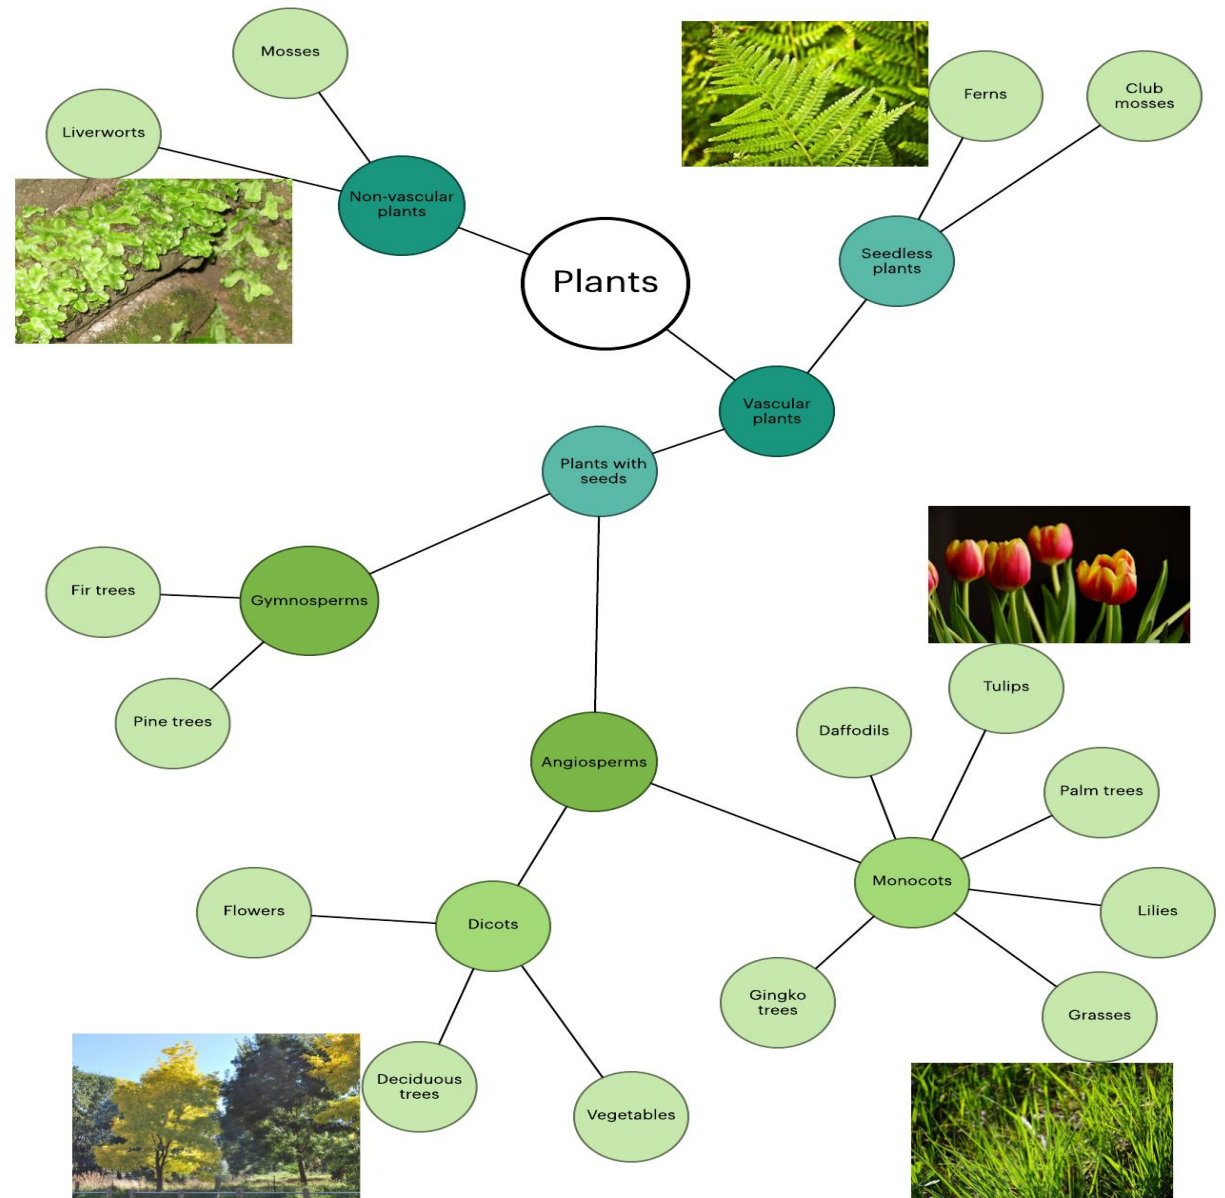 Mosses
Liverworts
Non-vascular
plants
Plants
Ferns
Club
mosses
Seedless
plants
Vascular
plants
Plants with
seeds
Fir trees
Gymnosperms
Pine trees
Angiosperms
Tulips
Daffodils
Palm trees
Monocots
Lilies
Flowers
Dicots
Gingko
trees
Grasses
Deciduous
trees
Vegetables